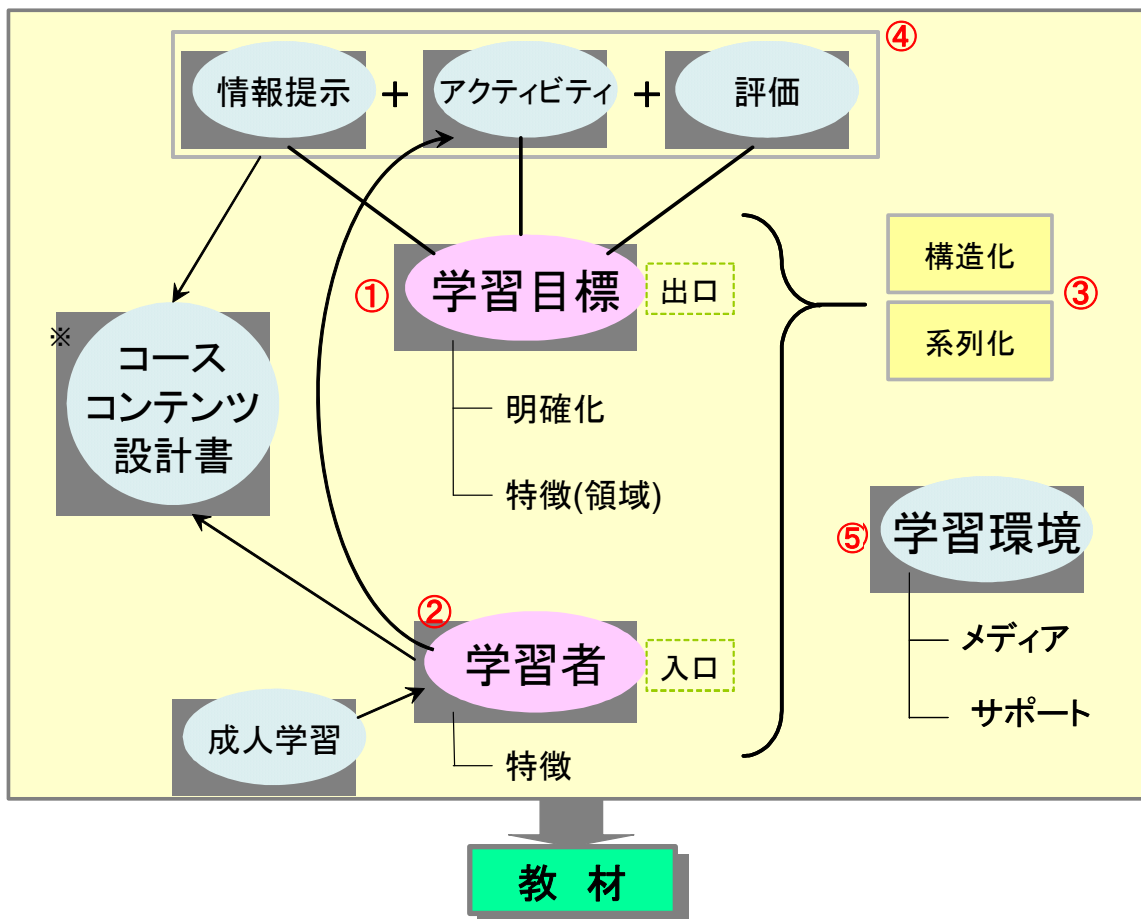 ④
情報提示 + アクティビティ + 評価
① 学習目標 出口
構造化
③
系列化
※
コース
コンテンツ
設計書
明確化
特徴(領域)
⑤ 学習環境
メディア
サポート
② 学習者 入口
成人学習
特徴
教 材